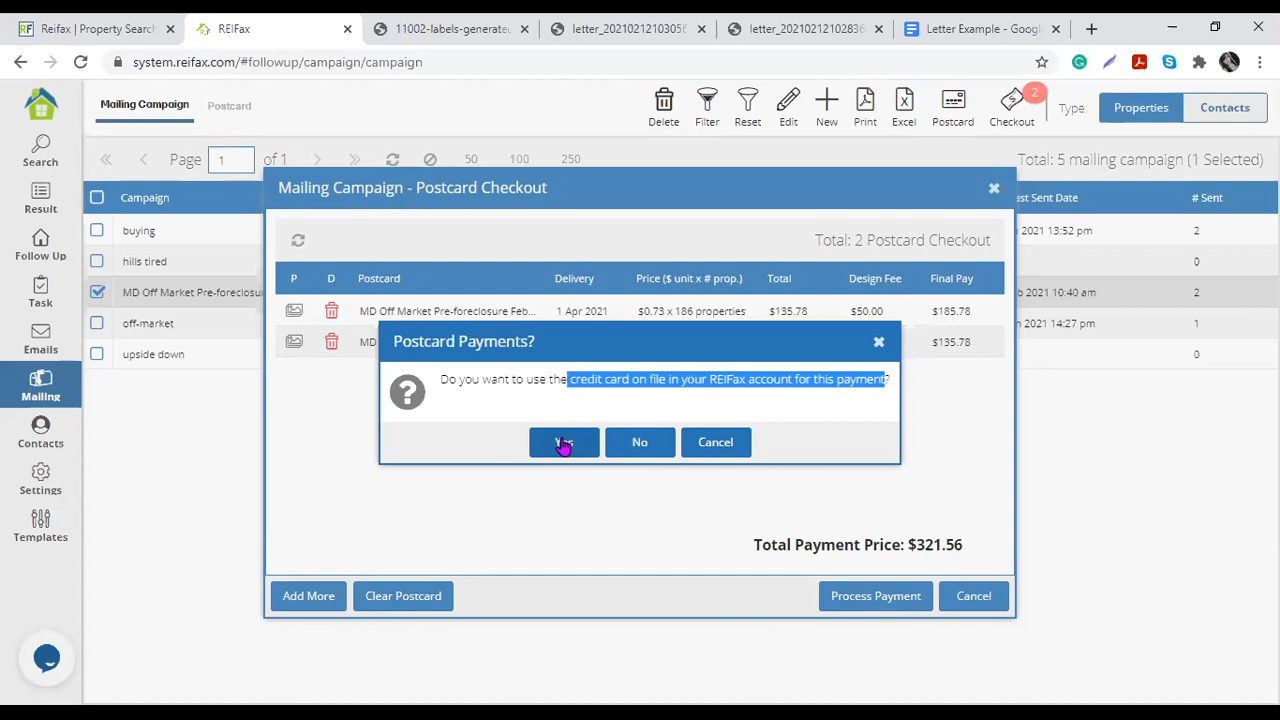 Reifax | Property Search
REIFax
11002-labels-generate
letter_20210212103056
letter_20210212102836
Letter Example - Google
system.reifax.com/#followup/campaign/campaign
Mailing Campaign
Postcard
Delete
Filter
Reset
Edit
New
Print
Excel
Postcard
2
Checkout
Type:
Properties
Contacts
Search
Result
Follow Up
Task
Emails
Mailing
Contacts
Settings
Templates
Page 1 of 1
50 100 250
Total: 5 mailing campaign (1 Selected)
Campaign
ast Sent Date
# Sent
buying
2021 13:52 pm
2
hills tired
0
MD Off Market Pre-foreclosu
2021 10:40 am
2
off-market
2021 14:27 pm
1
upside down
0
Mailing Campaign - Postcard Checkout
Total: 2 Postcard Checkout
P D Postcard Delivery Price ($ unit x # prop.) Total Design Fee Final Pay
MD Off Market Pre-foreclosure Feb... 1 Apr 2021 $0.73 x 186 properties $135.78 $50.00 $185.78
MD $135.78
Postcard Payments?
Do you want to use the credit card on file in your REIFax account for this payment?
Yes
No
Cancel
Total Payment Price: $321.56
Add More
Clear Postcard
Process Payment
Cancel